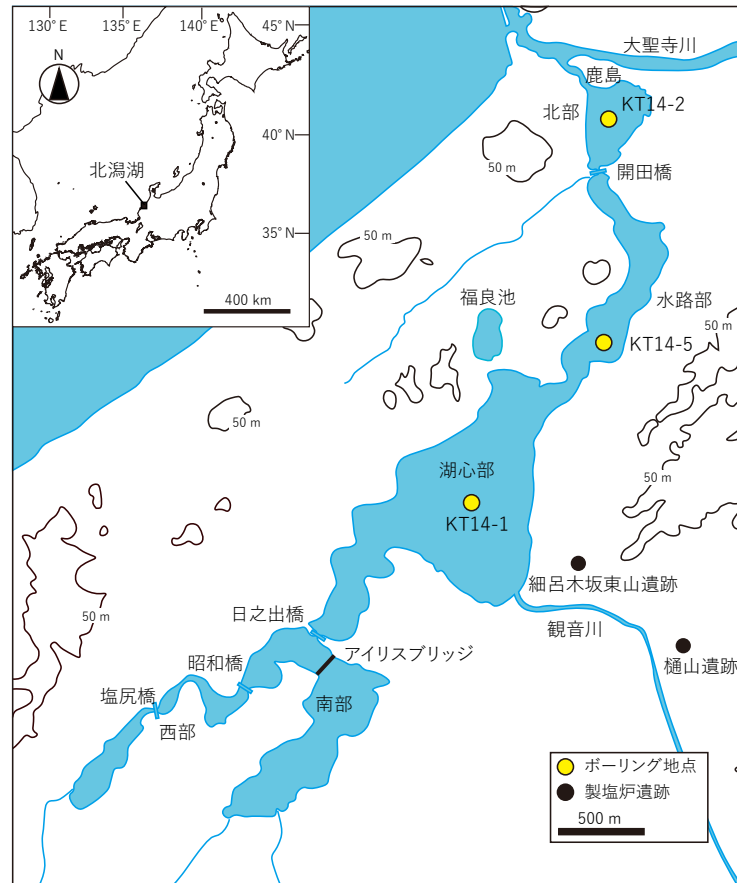 130° E
135° E
140° E
45° N
N
40° N
北潟湖
35° N
400 km
大聖寺川
鹿島
KT14-2
北部
50 m
開田橋
50 m
水路部
福良池
50 m
KT14-5
50 m
湖心部
50 m
KT14-1
細呂木坂東山遺跡
50 m
日之出橋
観音川
アイリスブリッジ
昭和橋
樋山遺跡
塩尻橋
南部
西部
ボーリング地点
製塩炉遺跡
500 m